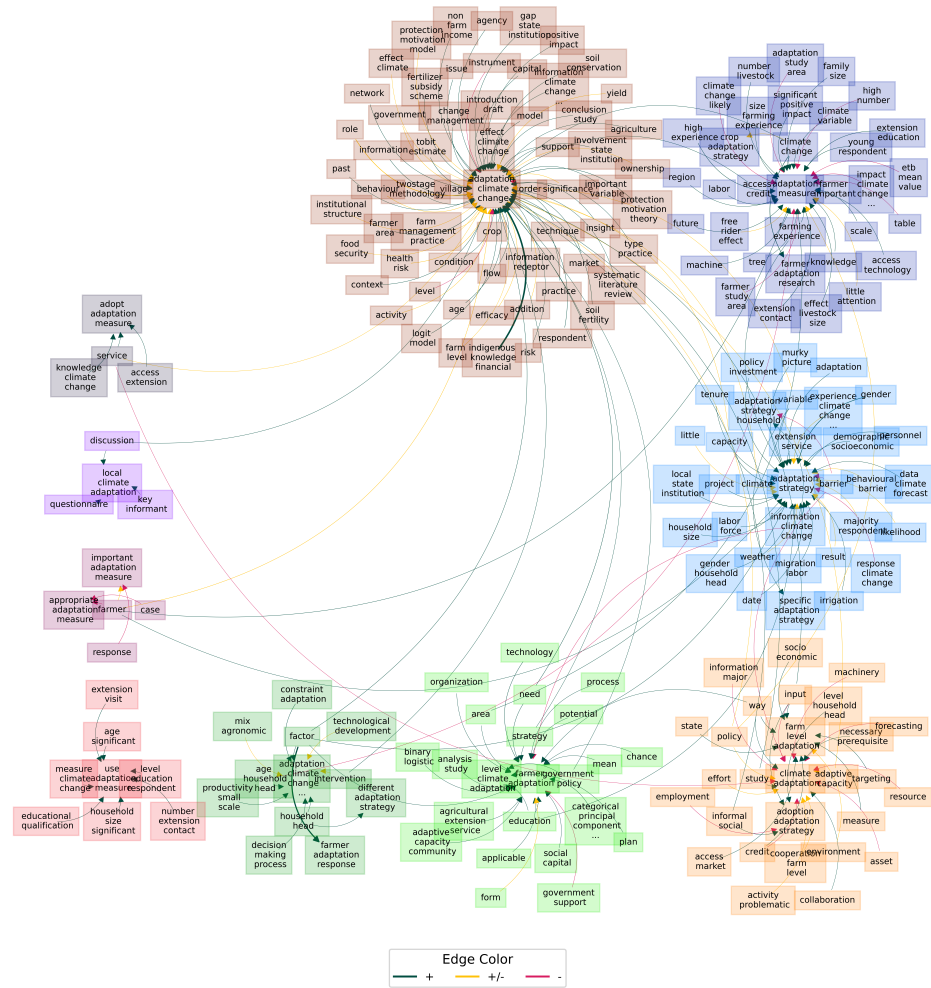 non
farm
income
agency
gap
state
institution
positive
impact
protection
motivation
model
effect
climate
issue
instrument
capital
information
climate
change
...
soil
conservation
fertilizer
subsidy
scheme
network
government
change
management
introduction
draft
model
conclusion
study
yield
role
information
tobit
estimate
effect
climate
change
support
involvement
state
institution
agriculture
past
behaviour
twostage
methodology
village
adaptation
climate
change
order
significance
important
variable
ownership
institutional
structure
farmer
area
farm
management
practice
crop
technique
insight
protection
motivation
theory
food
security
health
risk
condition
flow
information
receptor
market
type
practice
context
level
practice
systematic
literature
review
activity
age
efficacy
addition
soil
fertility
logit
model
farm
level
indigenous
knowledge
financial
risk
respondent
adaptation
study
area
number
livestock
family
size
climate
change
likely
size
farming
experience
significant
positive
impact
climate
variable
high
number
high
experience
crop
adaptation
strategy
climate
change
young
respondent
extension
education
region
labor
access
credit
adaptation
measure
farmer
important
impact
climate
change
...
etb
mean
value
future
free
rider
effect
farming
experience
scale
table
machine
tree
farmer
adaptation
research
knowledge
access
technology
farmer
study
area
extension
contact
effect
livestock
size
little
attention
adopt
adaptation
measure
service
knowledge
climate
change
access
extension
policy
investment
murky
picture
adaptation
tenure
adaptation
strategy
household
variable
experience
climate
change
...
gender
little
capacity
extension
service
demographic
socioeconomic
personnel
local
state
institution
project
climate
adaptation
strategy
barrier
behavioural
barrier
data
climate
forecast
household
size
labor
force
information
climate
change
majority
respondent
likelihood
gender
household
head
weather
migration
labor
result
response
climate
change
date
specific
adaptation
strategy
irrigation
discussion
local
climate
adaptation
questionnaire
key
informant
important
adaptation
measure
appropriate
adaptation
measure
farmer
case
response
extension
visit
age
significant
measure
climate
change
use
adaptation
measure
level
education
respondent
educational
qualification
household
size
significant
number
extension
contact
constraint
adaptation
mix
agronomic
factor
technological
development
age
household
head
adaptation
climate
change
...
intervention
productivity
small
scale
different
adaptation
strategy
household
head
decision
making
process
farmer
adaptation
response
technology
organization
need
process
area
potential
strategy
binary
logistic
analysis
study
level
climate
adaptation
farmer
adaptation
government
policy
mean
chance
agricultural
extension
service
education
categorical
principal
component
...
adaptive
capacity
community
applicable
social
capital
plan
form
government
support
socio
economic
information
major
machinery
way
input
level
household
head
state
policy
farm
level
adaptation
necessary
prerequisite
forecasting
effort
study
climate
adaptation
adaptive
capacity
targeting
employment
resource
informal
social
adoption
adaptation
strategy
measure
access
market
credit
cooperation
farm
level
environment
asset
activity
problematic
collaboration
Edge Color
+
+/-
-